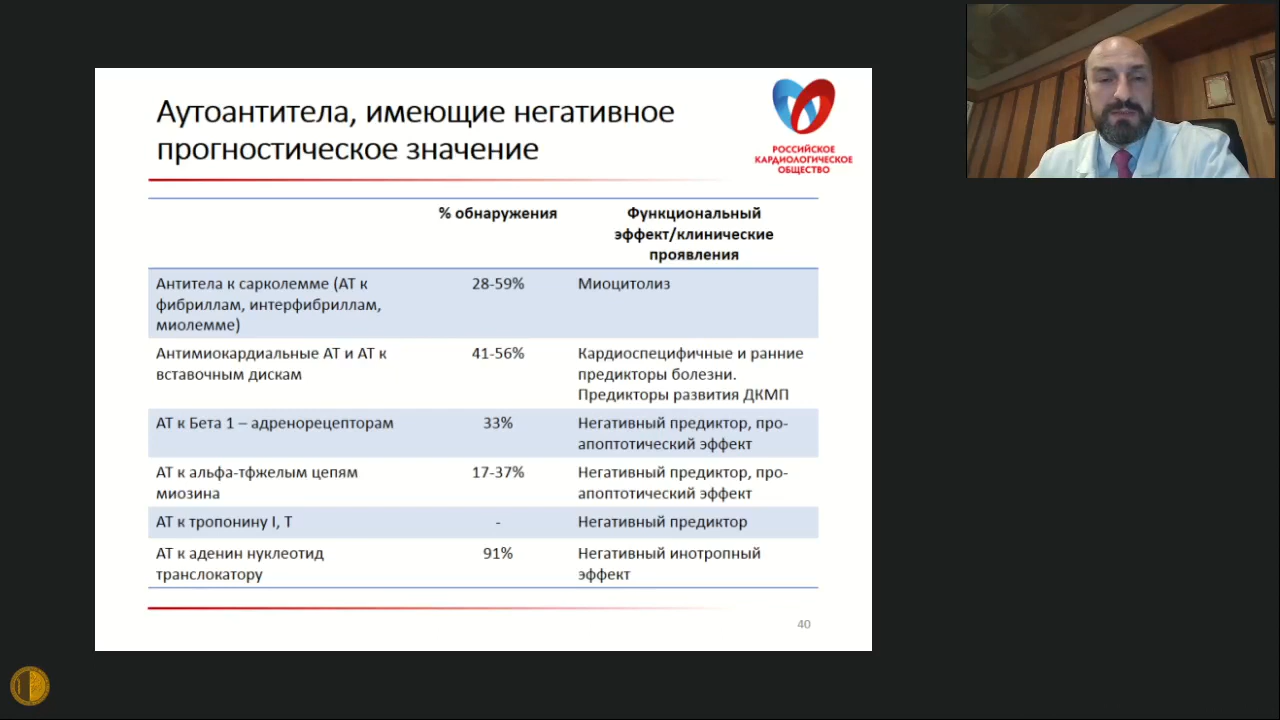 Аутоантитела, имеющие негативное
прогностическое значение
РОССИЙСКОЕ
КАРДИОЛОГИЧЕСКОЕ
ОБЩЕСТВО
% обнаружения
Функциональный
эффект/клинические
проявления
Антитела к сарколемме (АТ к
фибриллам, интерфибриллам,
миолемме)
28-59%
Миоцитолиз
Антимиокардиальные АТ и АТ к
вставочным дискам
41-56%
Кардиоспецифичные и ранние
предикторы болезни.
Предикторы развития ДКМП
АТ к Бета 1 – адренорецепторам
33%
Негативный предиктор, про-
апоптотический эффект
АТ к альфа-тфжелым цепям
миозина
17-37%
Негативный предиктор, про-
апоптотический эффект
АТ к тропонину I, T
-
Негативный предиктор
АТ к аденин нуклеотид
транслокатору
91%
Негативный инотропный
эффект
40